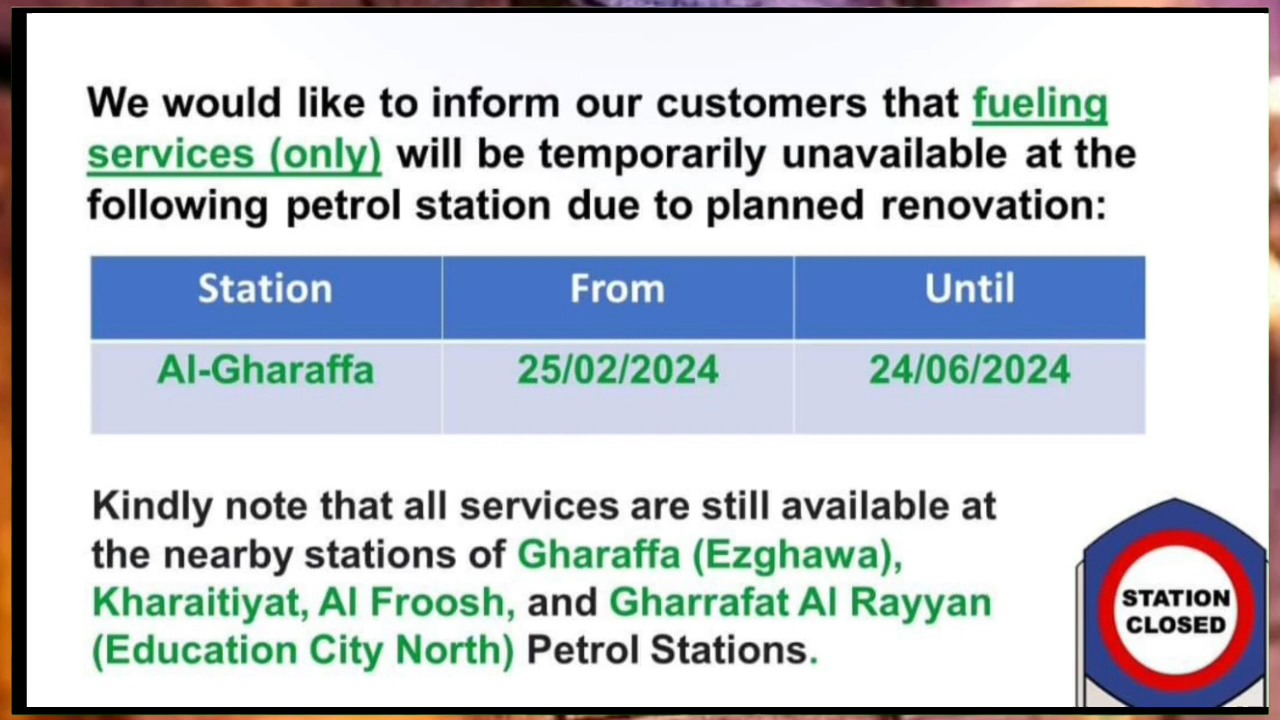 We would like to inform our customers that fueling
services (only) will be temporarily unavailable at the
following petrol station due to planned renovation:
Station From Until
Al-Gharaffa 25/02/2024 24/06/2024
Kindly note that all services are still available at
the nearby stations of Gharaffa (Ezghawa),
Kharaitiyat, Al Froosh, and Gharrafat Al Rayyan
(Education City North) Petrol Stations.
STATION
CLOSED